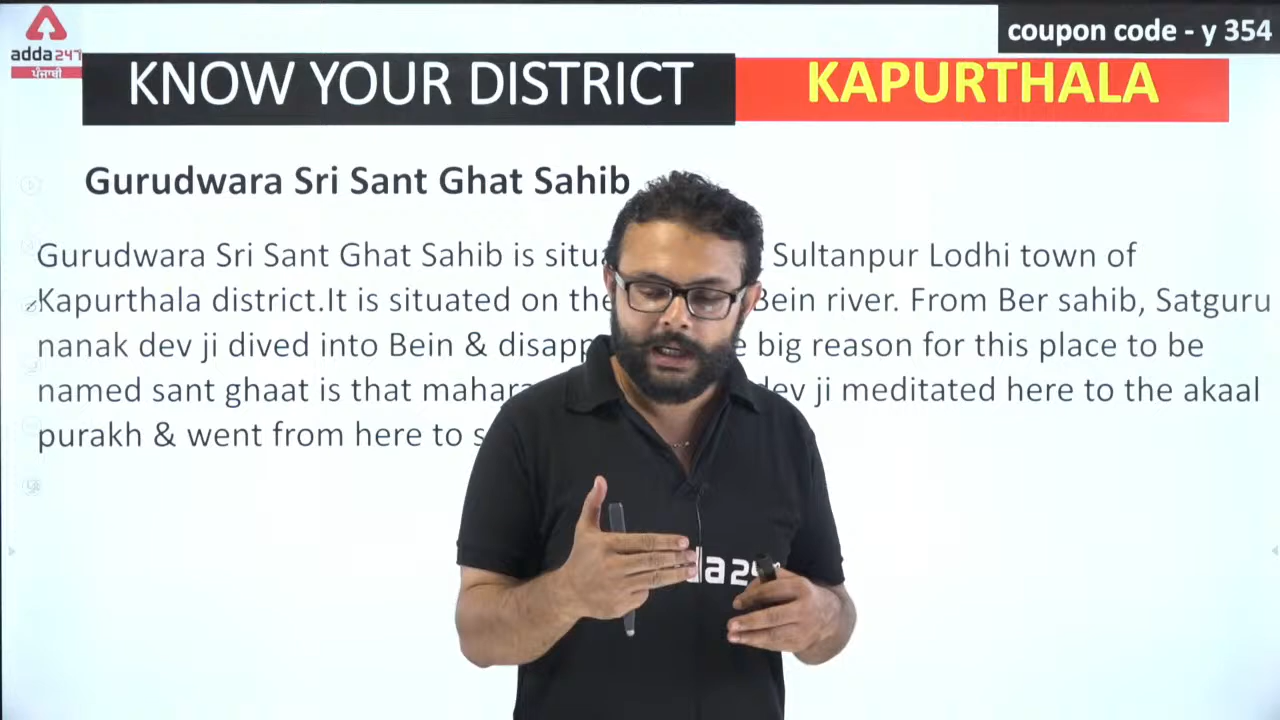 coupon code - y 354
adda247
ਪੰਜਾਬੀ
KNOW YOUR DISTRICT
KAPURTHALA
Gurudwara Sri Sant Ghat Sahib
Gurudwara Sri Sant Ghat Sahib is Sultanpur Lodhi town of
Kapurthala district.It is situated on the Bein river. From Ber sahib, Satguru
nanak dev ji dived into Bein & big reason for this place to be
named sant ghaat is that dev ji meditated here to the akaal
purakh & went from here to